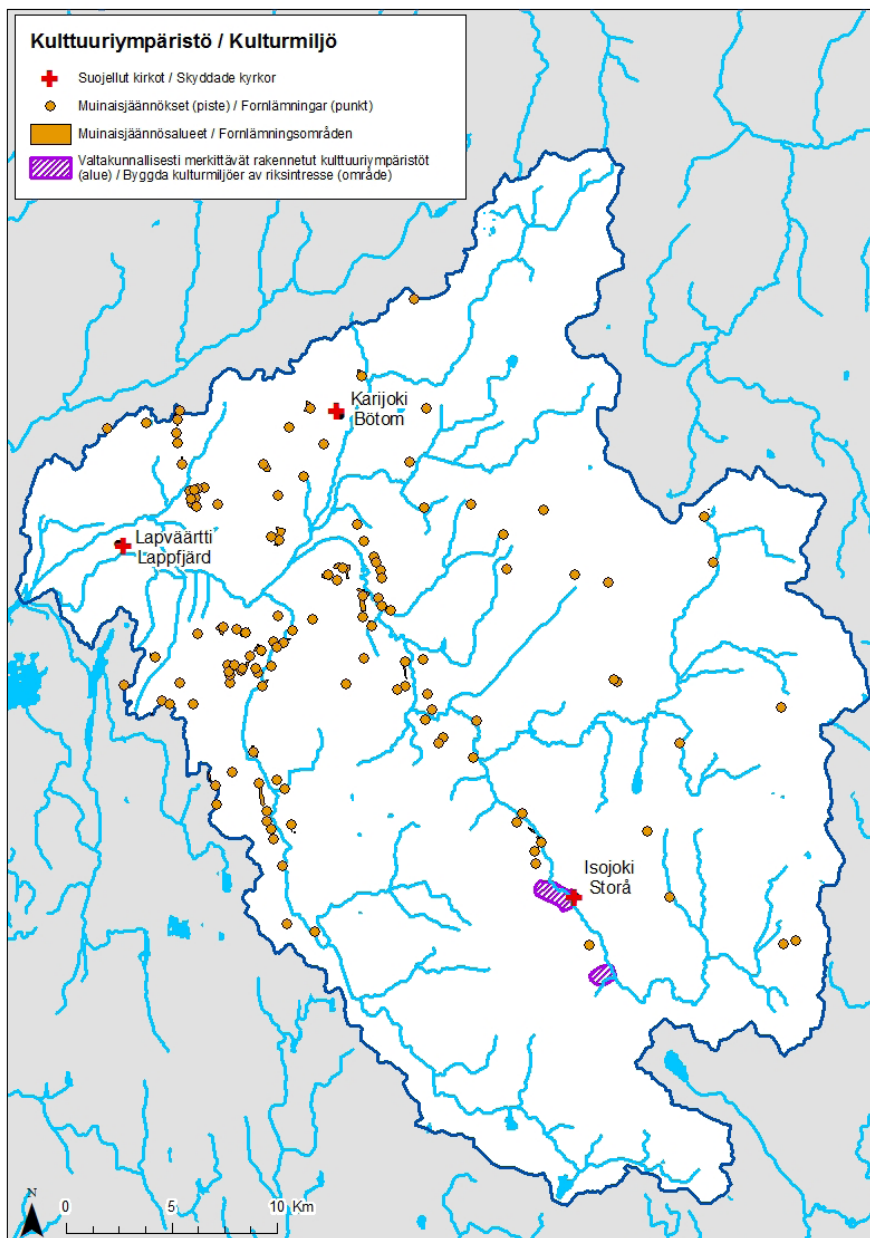 Kulttuuriympäristö / Kulturmiljö
Suojellut kirkot / Skyddade kyrkor
Muinaisjäännökset (piste) / Fornlämningar (punkt)
Muinaisjäännösalueet / Fornlämningsområden
Valtakunnallisesti merkittävät rakennetut kulttuuriympäristöt
(alue) / Byggda kulturmiljöer av riksintresse (område)
Karijoki
Bötom
Lapväärtti
Lappfjärd
Isojoki
Storå
N
0 5 10 Km